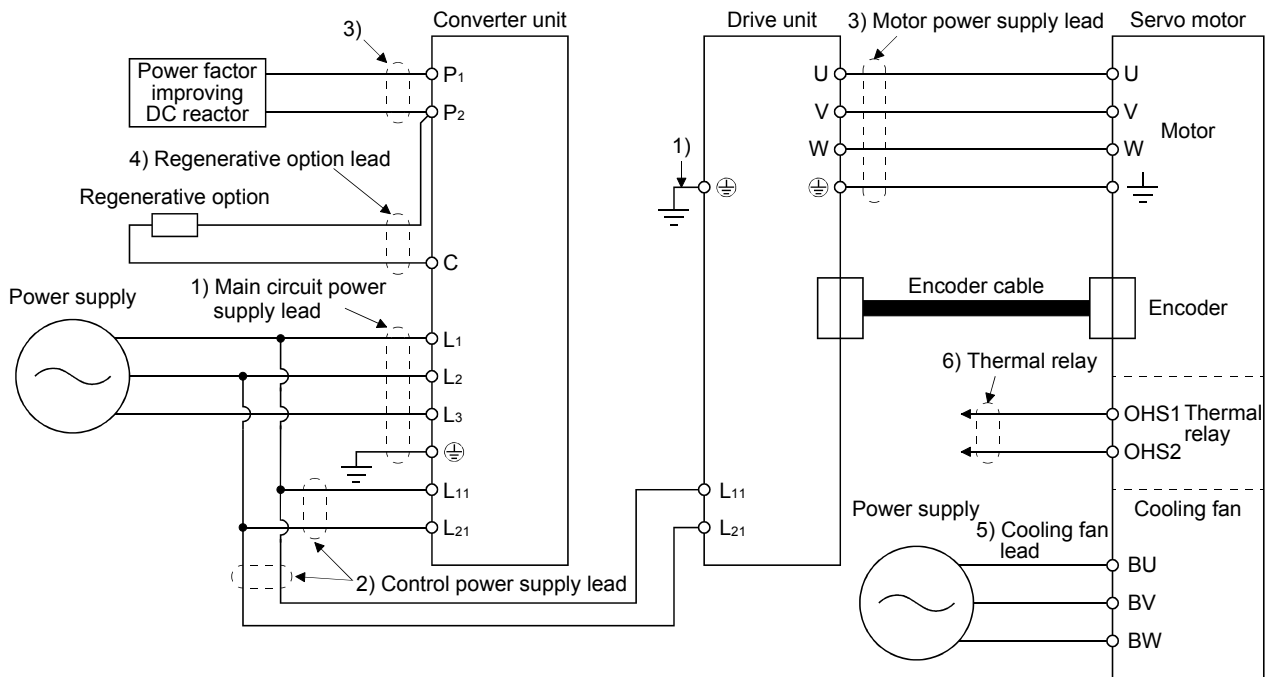 Converter unit
Drive unit
3) Motor power supply lead
Servo motor
3)
Power factor
improving
DC reactor
P1
P2
U
V
W
U
V
W
Motor
1)
4) Regenerative option lead
Regenerative option
C
1) Main circuit power
supply lead
Power supply
L1
L2
L3
L11
L21
2) Control power supply lead
L11
L21
Encoder cable
Encoder
6) Thermal relay
OHS1 Thermal
relay
OHS2
Power supply
5) Cooling fan
lead
Cooling fan
BU
BV
BW